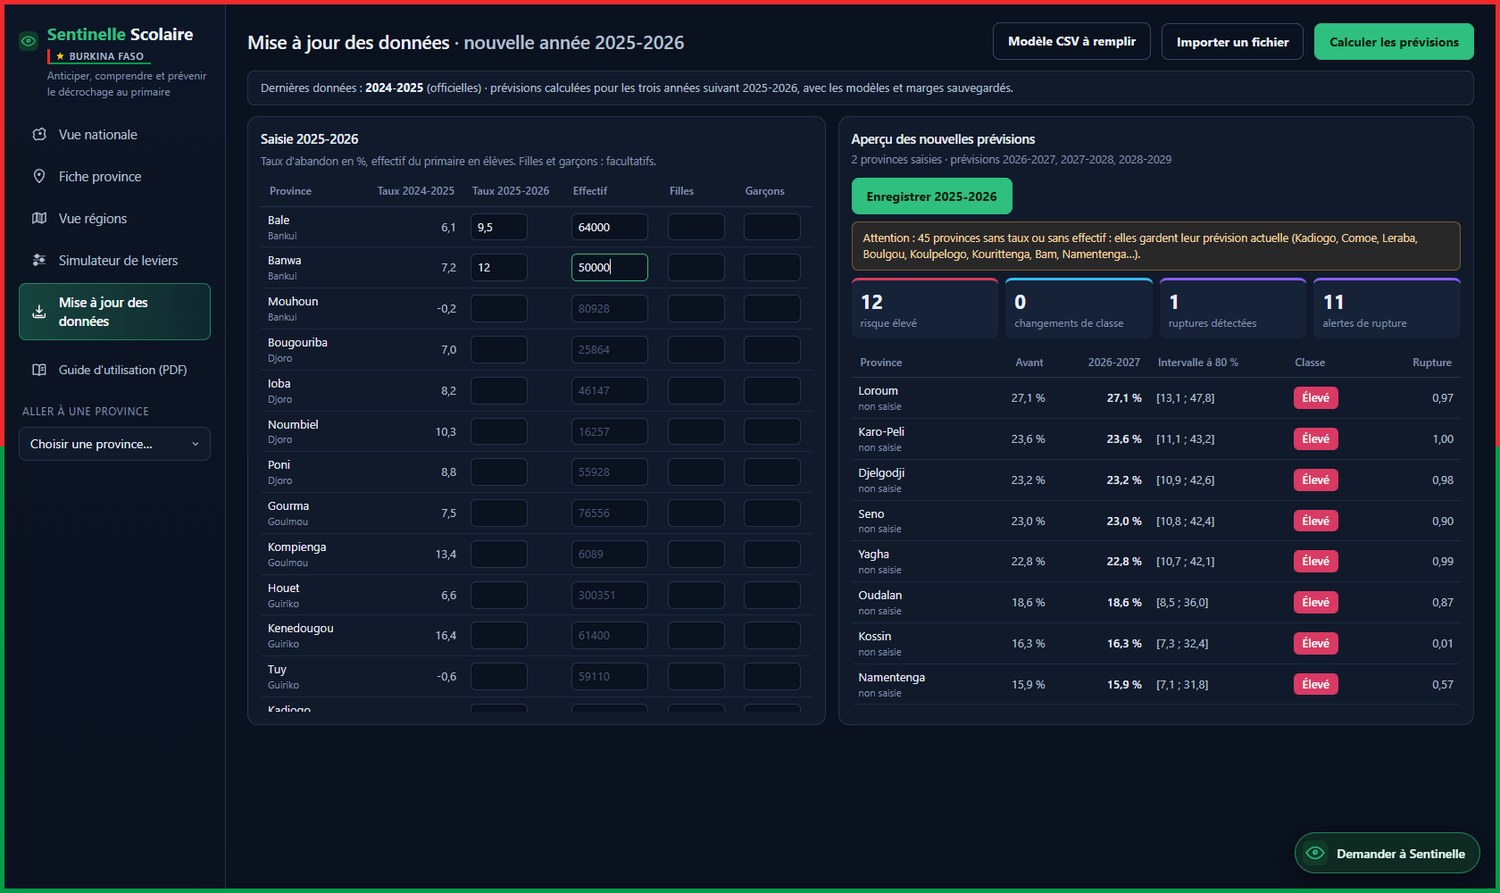 Sentinelle Scolaire
★ BURKINA FASO
Anticiper, comprendre et prévenir
le décrochage au primaire
Vue nationale
Fiche province
Vue régions
Simulateur de leviers
Mise à jour des
données
Guide d'utilisation (PDF)
ALLER À UNE PROVINCE
Choisir une province...
Mise à jour des données · nouvelle année 2025-2026
Modèle CSV à remplir
Importer un fichier
Calculer les prévisions
Dernières données : 2024-2025 (officielles) · prévisions calculées pour les trois années suivant 2025-2026, avec les modèles et marges sauvegardés.
Saisie 2025-2026
Taux d'abandon en %, effectif du primaire en élèves. Filles et garçons : facultatifs.
Province Taux 2024-2025 Taux 2025-2026 Effectif Filles Garçons
Bale 6,1 9,5 64000
Bankui
Banwa 7,2 12 50000
Bankui
Mouhoun -0,2 80928
Bankui
Bougouriba 7,0 25864
Djoro
Ioba 8,2 46147
Djoro
Noumbiel 10,3 16257
Djoro
Poni 8,8 55928
Djoro
Gourma 7,5 76556
Goulmou
Kompienga 13,4 6089
Goulmou
Houet 6,6 300351
Guiriko
Kenedougou 16,4 61400
Guiriko
Tuy -0,6 59110
Guiriko
Kadiogo
Aperçu des nouvelles prévisions
2 provinces saisies · prévisions 2026-2027, 2027-2028, 2028-2029
Enregistrer 2025-2026
Attention : 45 provinces sans taux ou sans effectif : elles gardent leur prévision actuelle (Kadiogo, Comoe, Leraba,
Boulgou, Koulpelogo, Kourittenga, Bam, Namentenga...).
12
risque élevé
0
changements de classe
1
ruptures détectées
11
alertes de rupture
Province Avant 2026-2027 Intervalle à 80 % Classe Rupture
Loroum 27,1 % 27,1 % [13,1 ; 47,8] Élevé 0,97
non saisie
Karo-Peli 23,6 % 23,6 % [11,1 ; 43,2] Élevé 1,00
non saisie
Djelgodji 23,2 % 23,2 % [10,9 ; 42,6] Élevé 0,98
non saisie
Seno 23,0 % 23,0 % [10,8 ; 42,4] Élevé 0,90
non saisie
Yagha 22,8 % 22,8 % [10,7 ; 42,1] Élevé 0,99
non saisie
Oudalan 18,6 % 18,6 % [8,5 ; 36,0] Élevé 0,87
non saisie
Kossin 16,3 % 16,3 % [7,3 ; 32,4] Élevé 0,01
non saisie
Namentenga 15,9 % 15,9 % [7,1 ; 31,8] Élevé 0,57
non saisie
Demander à Sentinelle